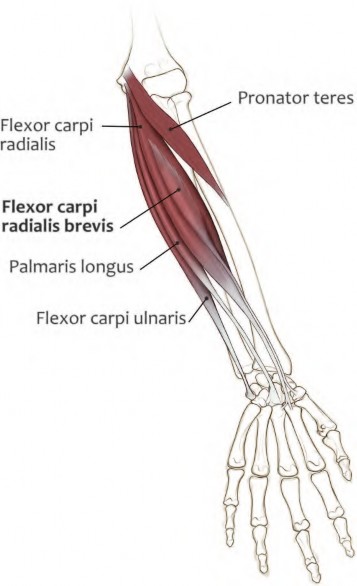 Pronator teres
Flexor carpi
radialis
Flexor carpi
radialis brevis
Palmaris longus
Flexor carpi ulnaris